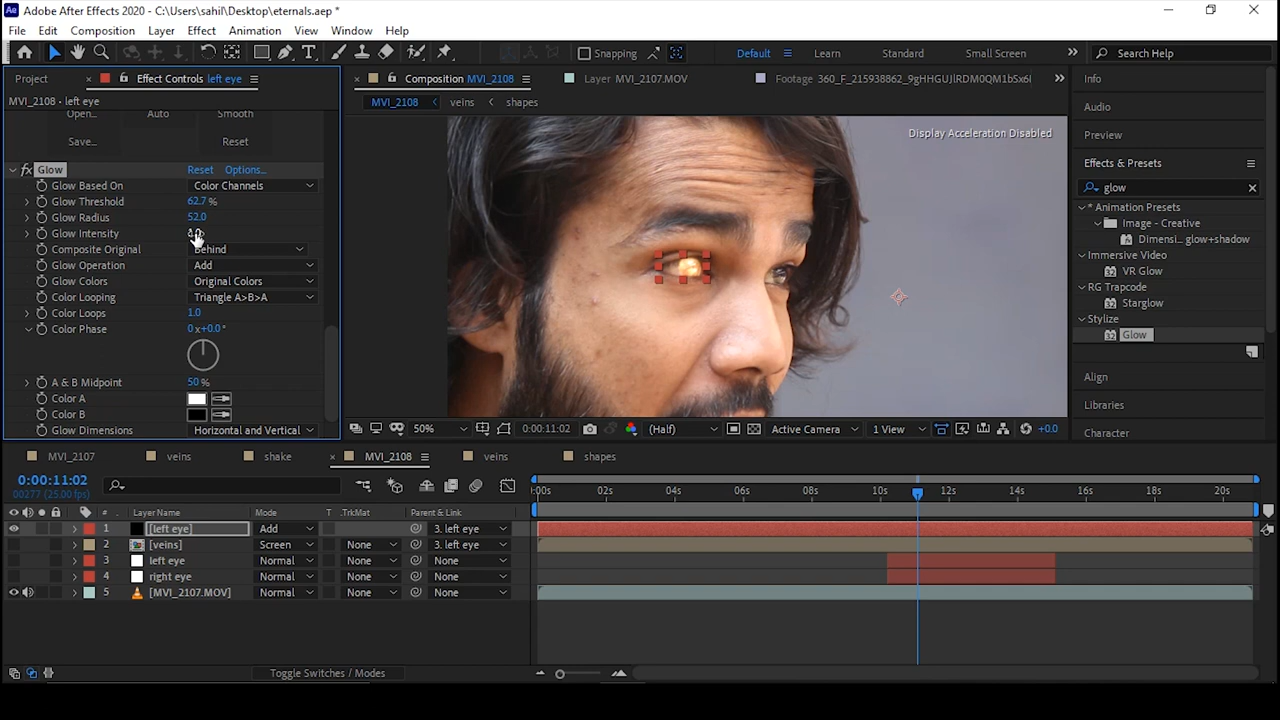 Adobe After Effects 2020 - C:\Users\sahil\Desktop\eternals.aep *
File Edit Composition Layer Effect Animation View Window Help
Snapping Default Learn Standard Small Screen Search Help
Project Effect Controls left eye Composition MVI_2108 Layer MVI_2107.MOV Footage 360_F_215938862_9gHHGUJlRDM0QM1bSx6l Info
MVI_2108 • left eye MVI_2108 veins shapes Audio
Open... Auto Smooth Display Acceleration Disabled Preview
Save... Reset
Effects & Presets
Glow Reset Options...
Glow Based On Color Channels glow
Glow Threshold 62.7 % * Animation Presets
Glow Radius 52.0 Image - Creative
Glow Intensity Dimensi... glow+shadow
Composite Original Behind Immersive Video
Glow Operation Add VR Glow
Glow Colors Original Colors RG Trapcode
Color Looping Triangle A>B>A Starglow
Color Loops 1.0 Stylize
Color Phase 0 x+0.0 ° Glow
A & B Midpoint 50 % Align
Color A Libraries
Color B
Glow Dimensions Horizontal and Vertical 50% 0:00:11:02 (Half) Active Camera 1 View +0.0 Character
MVI_2107 veins shake MVI_2108 veins shapes
0:00:11:02
00277 (25.00 fps) :00s 02s 04s 06s 08s 10s 12s 14s 16s 18s 20s
# Layer Name Mode T .TrkMat Parent & Link
1 [left eye] Add 3. left eye
2 [veins] Screen None 3. left eye
3 left eye Normal None None
4 right eye Normal None None
5 [MVI_2107.MOV] Normal None None
Toggle Switches / Modes